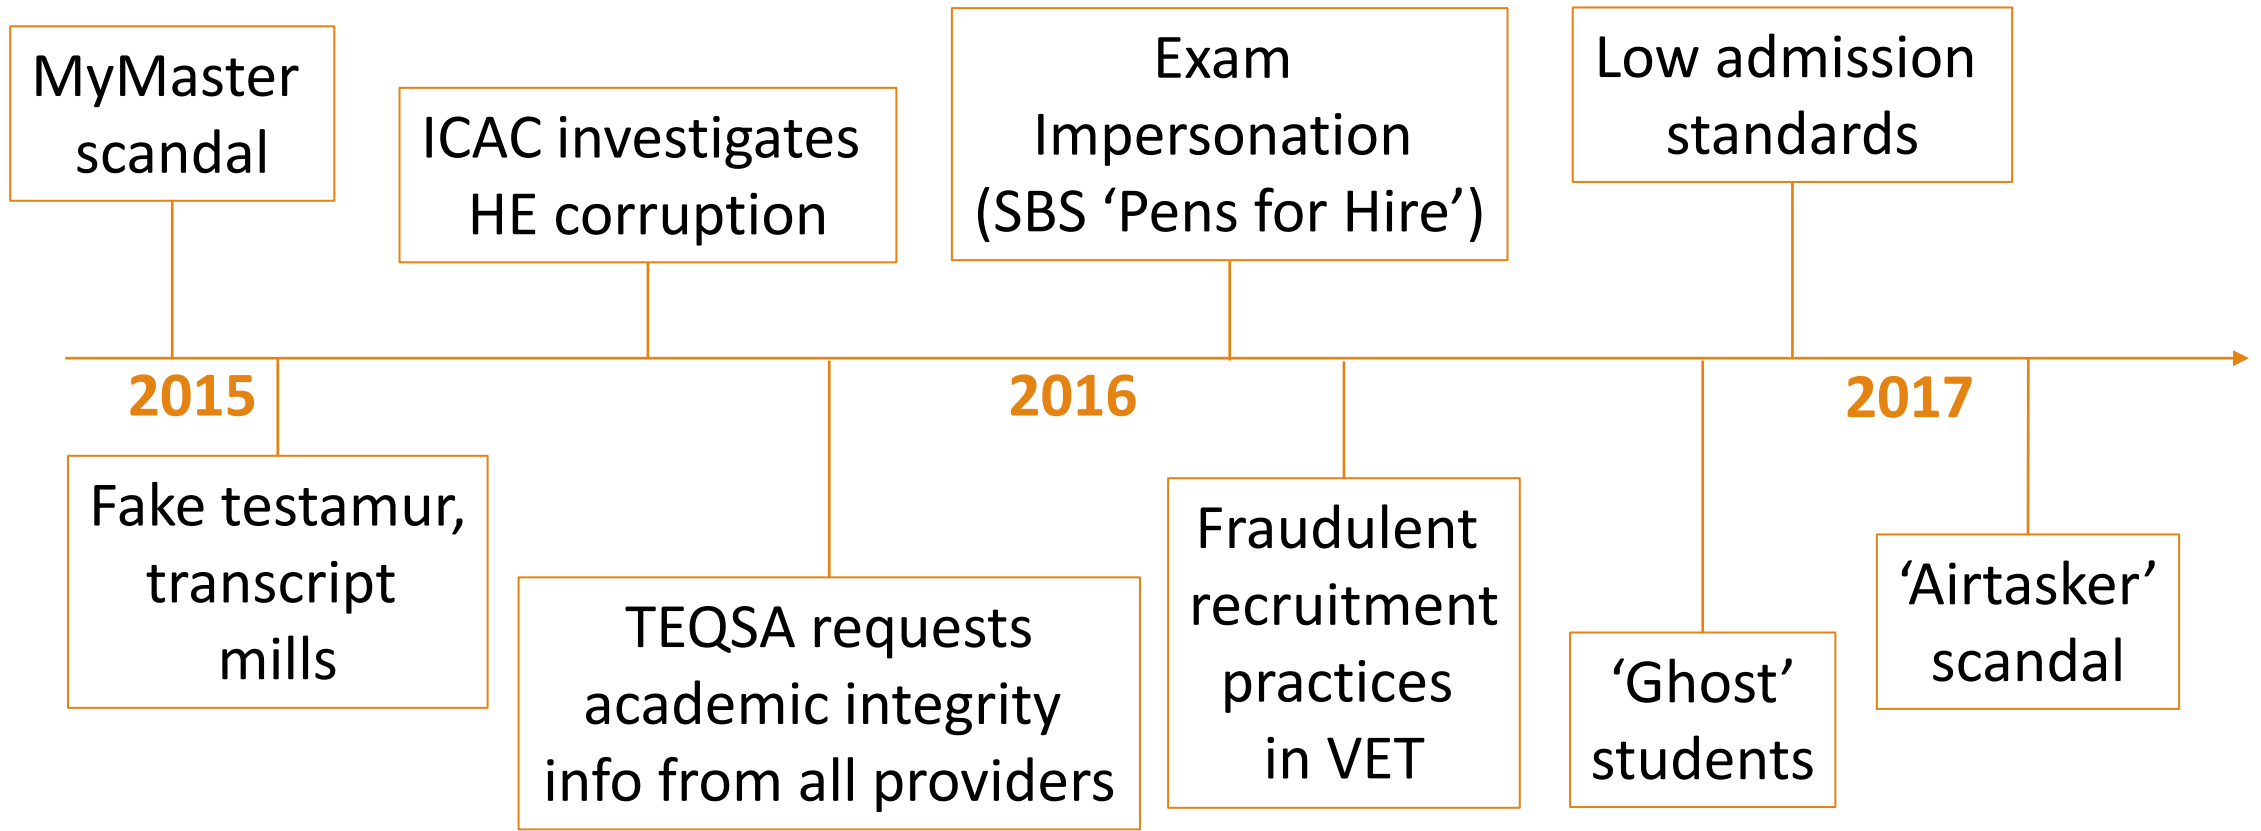 MyMaster
scandal
ICAC investigates
HE corruption
Exam
Impersonation
(SBS ‘Pens for Hire’)
Low admission
standards
2015
2016
2017
Fake testamur,
transcript
mills
TEQSA requests
academic integrity
info from all providers
Fraudulent
recruitment
practices
in VET
‘Ghost’
students
‘Airtasker’
scandal